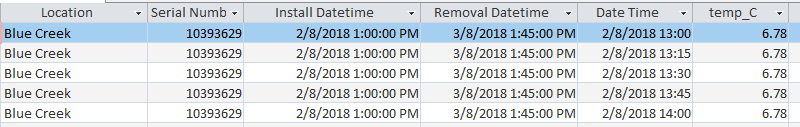 Location Serial Numb Install Datetime Removal Datetime Date Time temp_C
Blue Creek 10393629 2/8/2018 1:00:00 PM 3/8/2018 1:45:00 PM 2/8/2018 13:00 6.78
Blue Creek 10393629 2/8/2018 1:00:00 PM 3/8/2018 1:45:00 PM 2/8/2018 13:15 6.78
Blue Creek 10393629 2/8/2018 1:00:00 PM 3/8/2018 1:45:00 PM 2/8/2018 13:30 6.78
Blue Creek 10393629 2/8/2018 1:00:00 PM 3/8/2018 1:45:00 PM 2/8/2018 13:45 6.78
Blue Creek 10393629 2/8/2018 1:00:00 PM 3/8/2018 1:45:00 PM 2/8/2018 14:00 6.78